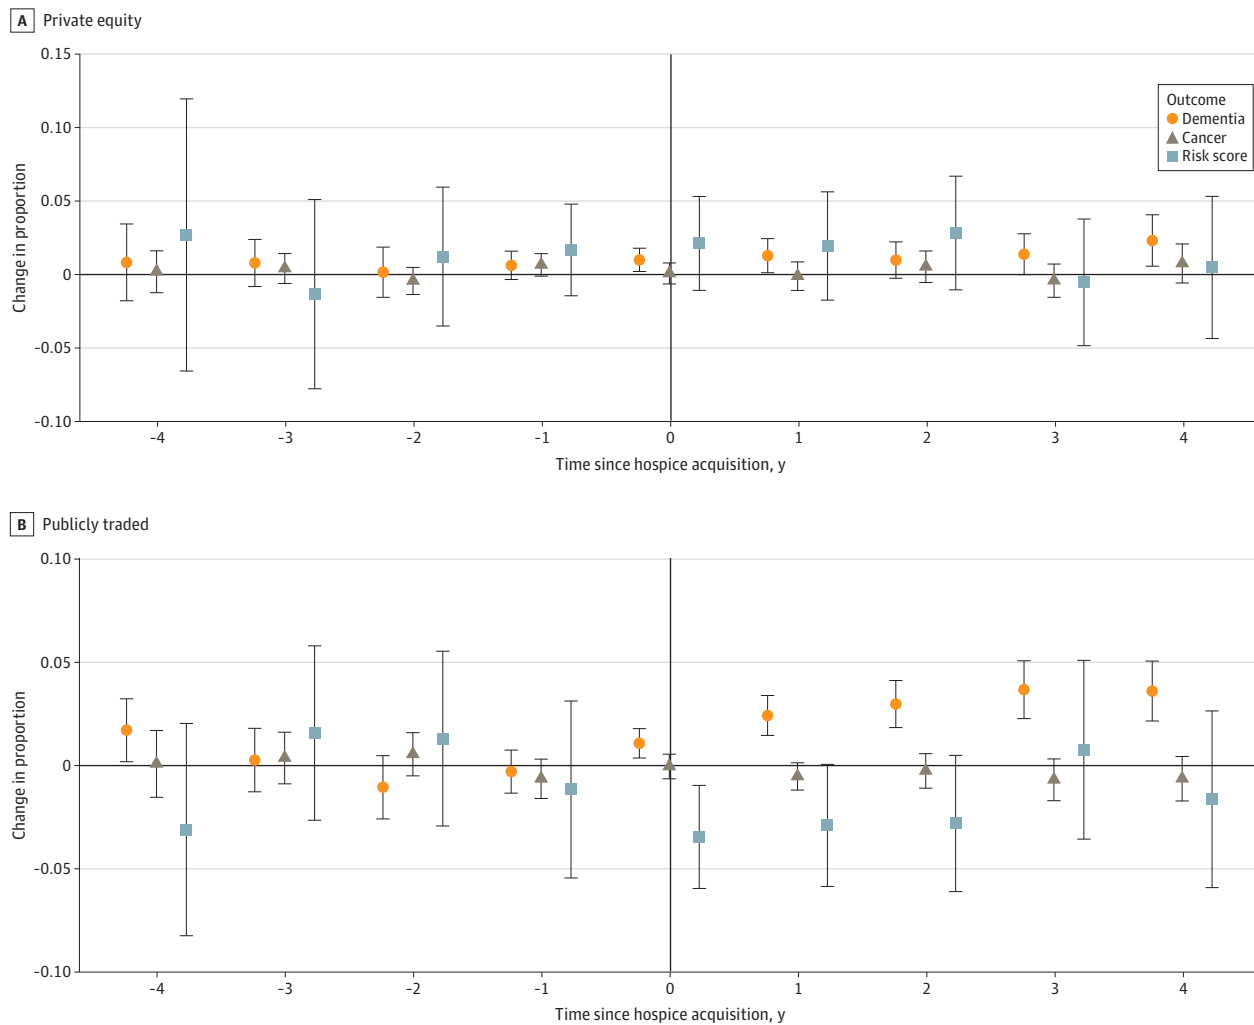 A Private equity
0.15
0.10
0.05
0
-0.05
-0.10
Change in proportion
Outcome
Dementia
Cancer
Risk score
-4 -3 -2 -1 0 1 2 3 4
Time since hospice acquisition, y
B Publicly traded
0.10
0.05
0
-0.05
-0.10
Change in proportion
-4 -3 -2 -1 0 1 2 3 4
Time since hospice acquisition, y